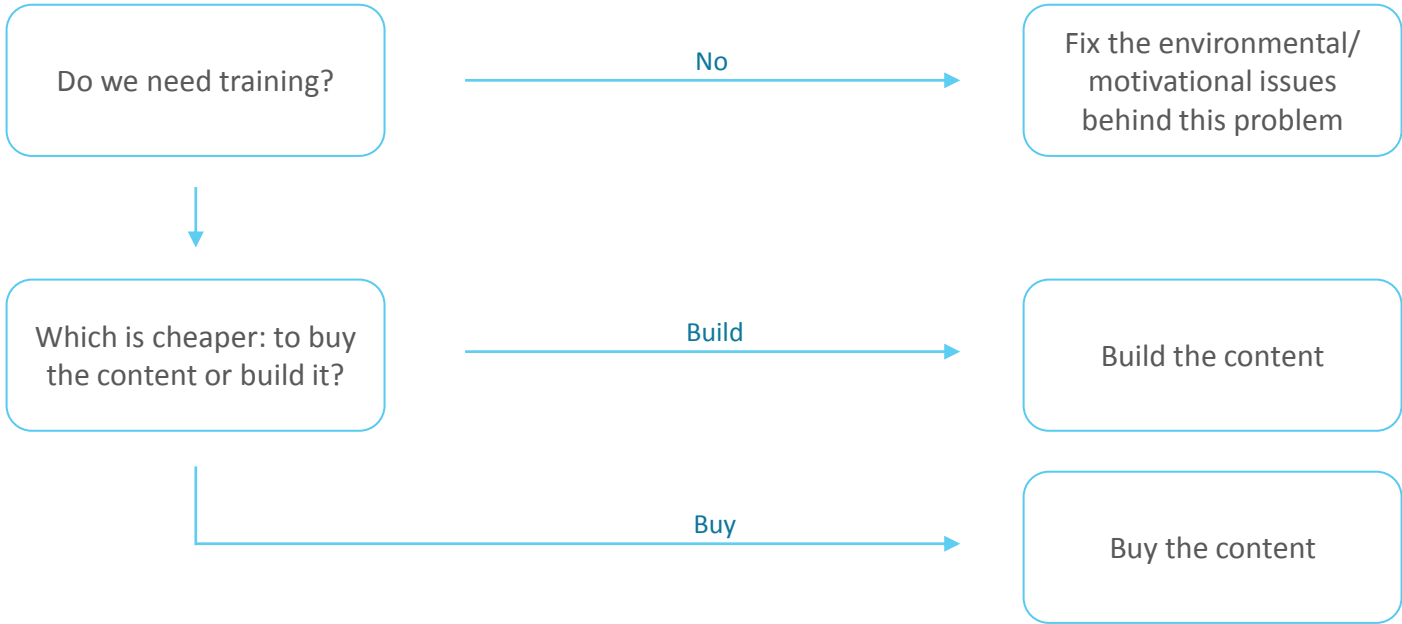 Do we need training?
No
Fix the environmental/
motivational issues
behind this problem
Which is cheaper: to buy
the content or build it?
Build
Build the content
Buy
Buy the content